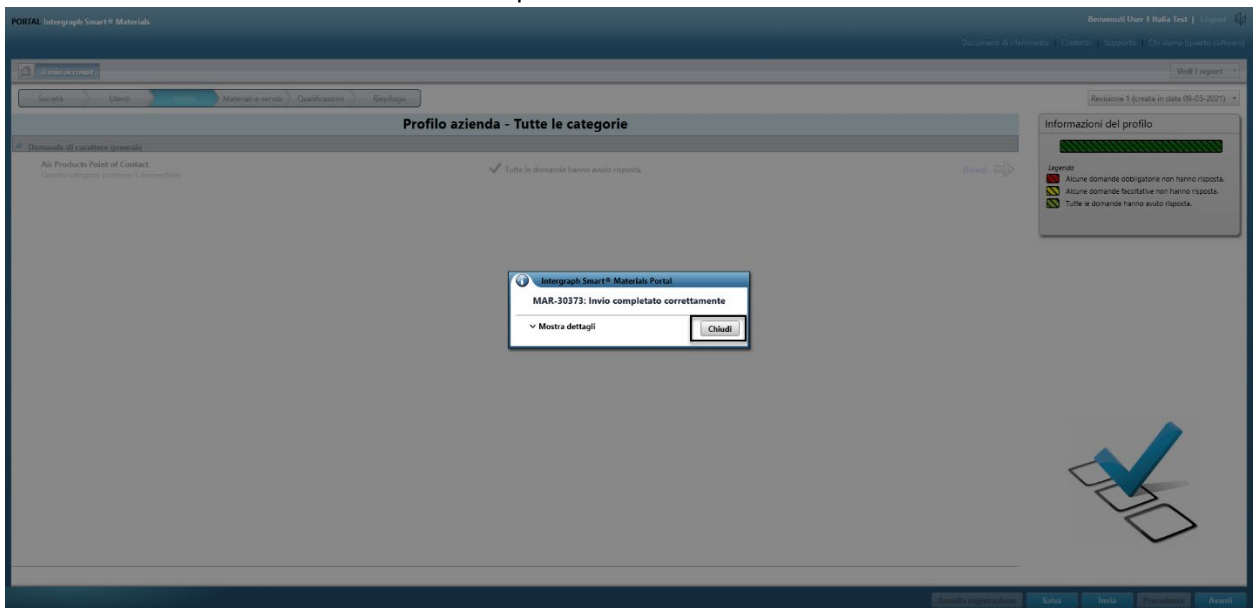 PORTAL Intergraph Smart® Materials
Benvenuti User 1 Italia Test | Logout
Documenti di riferimento | Contatto | Supporto | Chi siamo (questo software)
Il mio account
Vedi I report
Società Utenti Profilo Materiali e servizi Qualificazioni Riepilogo
Revisione 1 (creata in data 09-05-2021)
Profilo azienda - Tutte le categorie
Informazioni del profilo
Domande di carattere generale
Air Products Point of Contact
Questa categoria contiene 1 domanda/e.
Tutte le domande hanno avuto risposta.
Legenda
Alcune domande obbligatorie non hanno risposta.
Alcune domande facoltative non hanno risposta.
Tutte le domande hanno avuto risposta.
Intergraph Smart® Materials Portal
MAR-30373: Invio completato correttamente
Mostra dettagli
Chiudi
Annulla registrazione Salva Invia Precedente Avanti